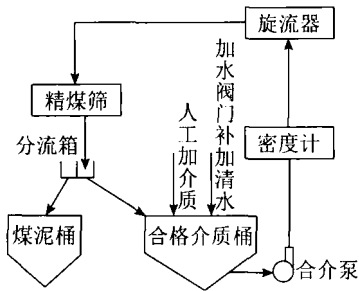 旋流器
精煤筛
分流箱
人工加介质
加水阀门补加清水
密度计
煤泥桶
合格介质桶
合介泵